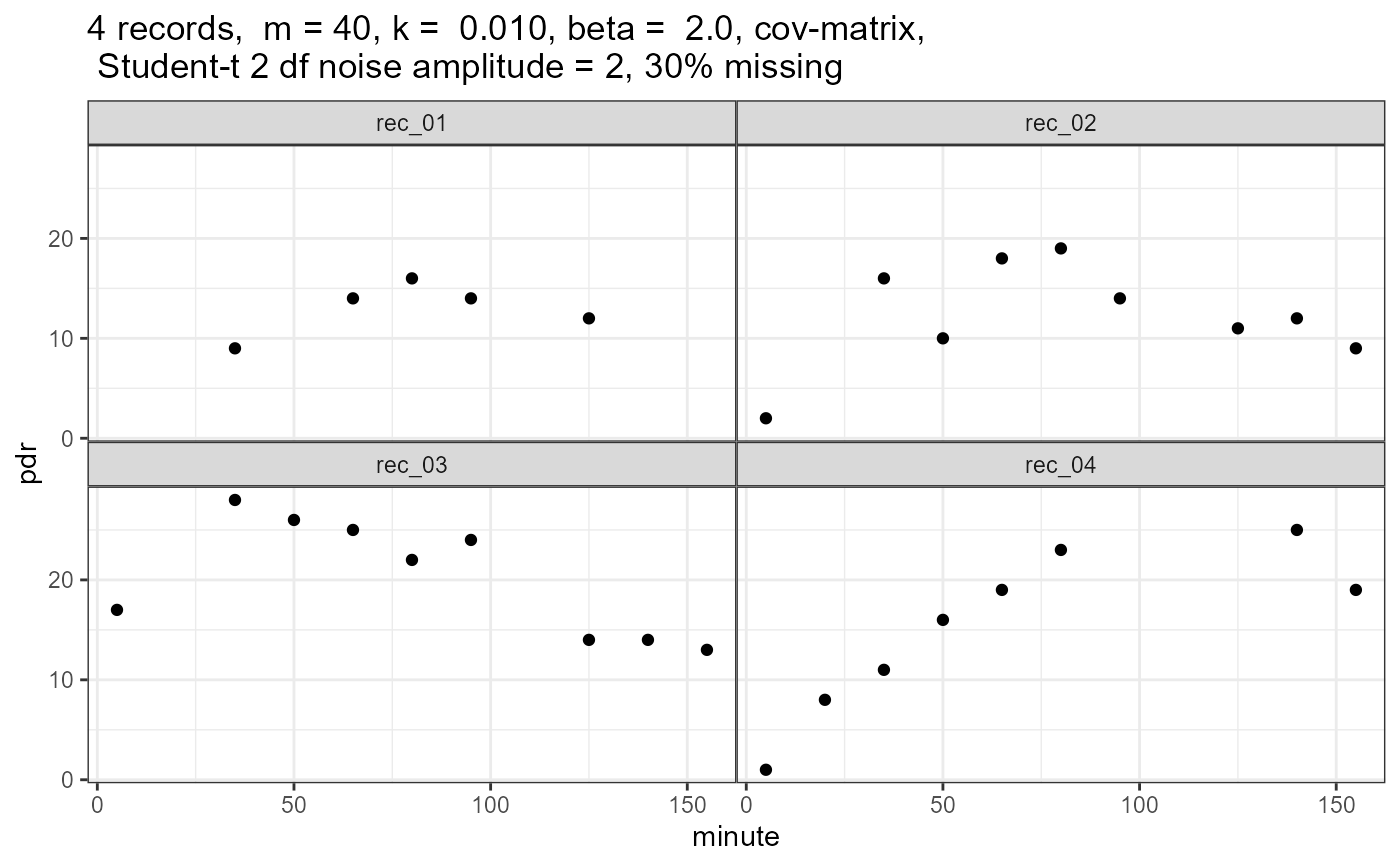 4 records,  m = 40, k =  0.010, beta =  2.0, cov-matrix,
Student-t 2 df noise amplitude = 2, 30% missing
rec_01
rec_02
20
10
0
rec_03
rec_04
20
10
0
0 50 100 150 0 50 100 150
pdr
minute